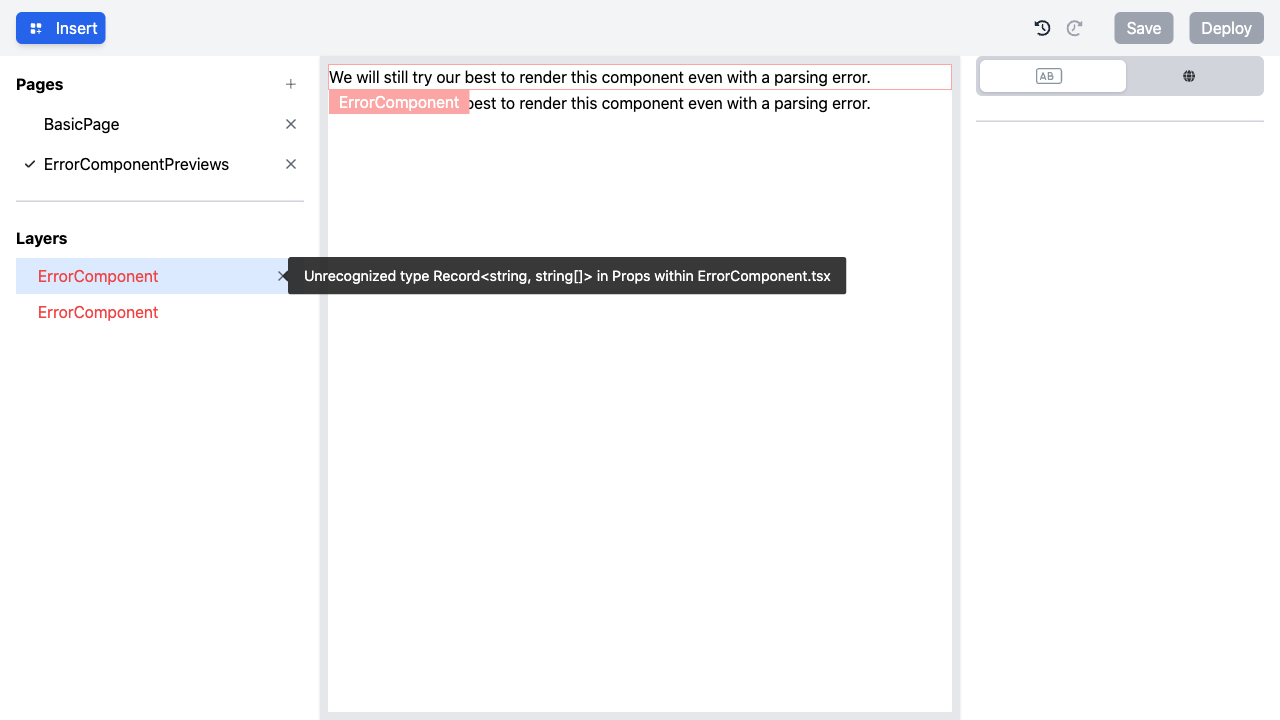 Insert
Save
Deploy
Pages
BasicPage
ErrorComponentPreviews
Layers
ErrorComponent
ErrorComponent
We will still try our best to render this component even with a parsing error.
ErrorComponent
best to render this component even with a parsing error.
Unrecognized type Record<string, string[]> in Props within ErrorComponent.tsx
AB